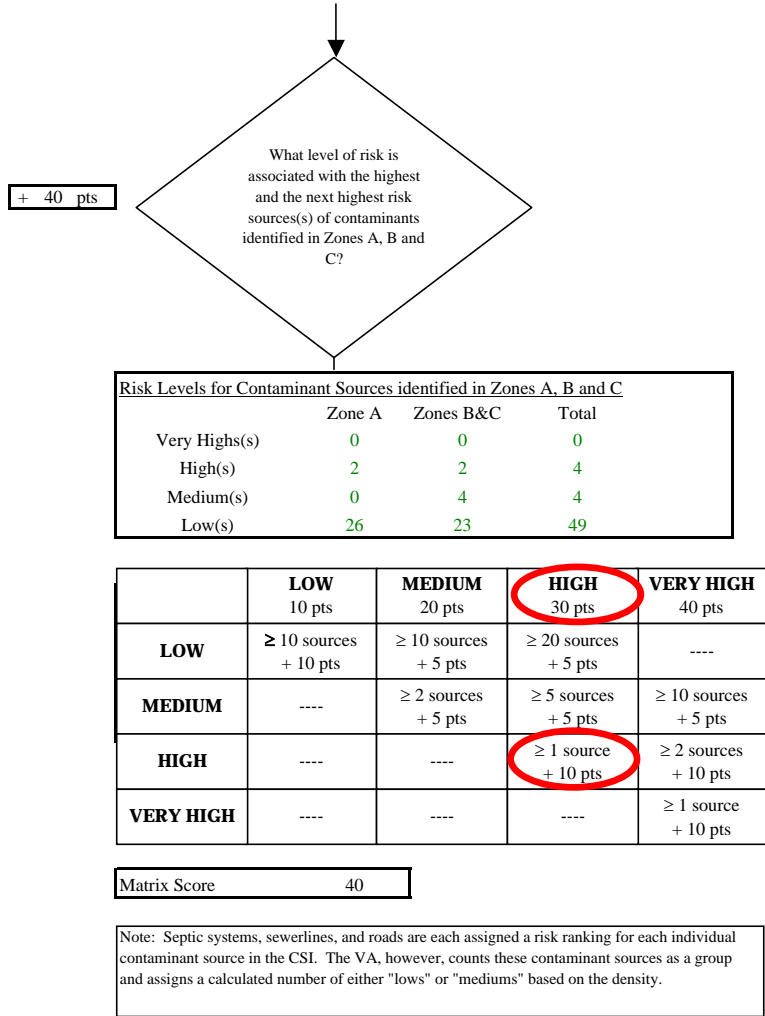 What level of risk is
associated with the highest
and the next highest risk
sources(s) of contaminants
identified in Zones A, B and
C?
+ 40 pts
Risk Levels for Contaminant Sources identified in Zones A, B and C
Zone A Zones B&C Total
Very Highs(s) 0 0 0
High(s) 2 2 4
Medium(s) 0 4 4
Low(s) 26 23 49
LOW MEDIUM HIGH VERY HIGH
10 pts 20 pts 30 pts 40 pts
LOW ≥ 10 sources ≥ 10 sources ≥ 20 sources ----
+ 10 pts + 5 pts + 5 pts
MEDIUM ---- ≥ 2 sources ≥ 5 sources ≥ 10 sources
+ 5 pts + 5 pts + 5 pts
HIGH ---- ---- ≥ 1 source ≥ 2 sources
+ 10 pts + 10 pts
VERY HIGH ---- ---- ---- ≥ 1 source
+ 10 pts
Matrix Score 40
Note: Septic systems, sewerlines, and roads are each assigned a risk ranking for each individual
contaminant source in the CSI. The VA, however, counts these contaminant sources as a group
and assigns a calculated number of either "lows" or "mediums" based on the density.